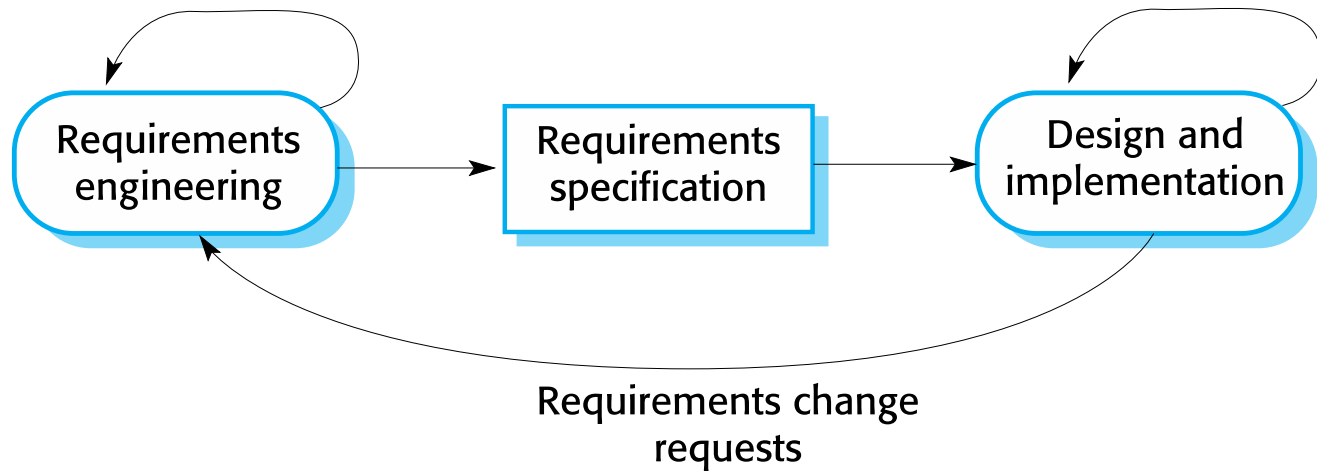 Requirements
engineering
Requirements
specification
Design and
implementation
Requirements change
requests